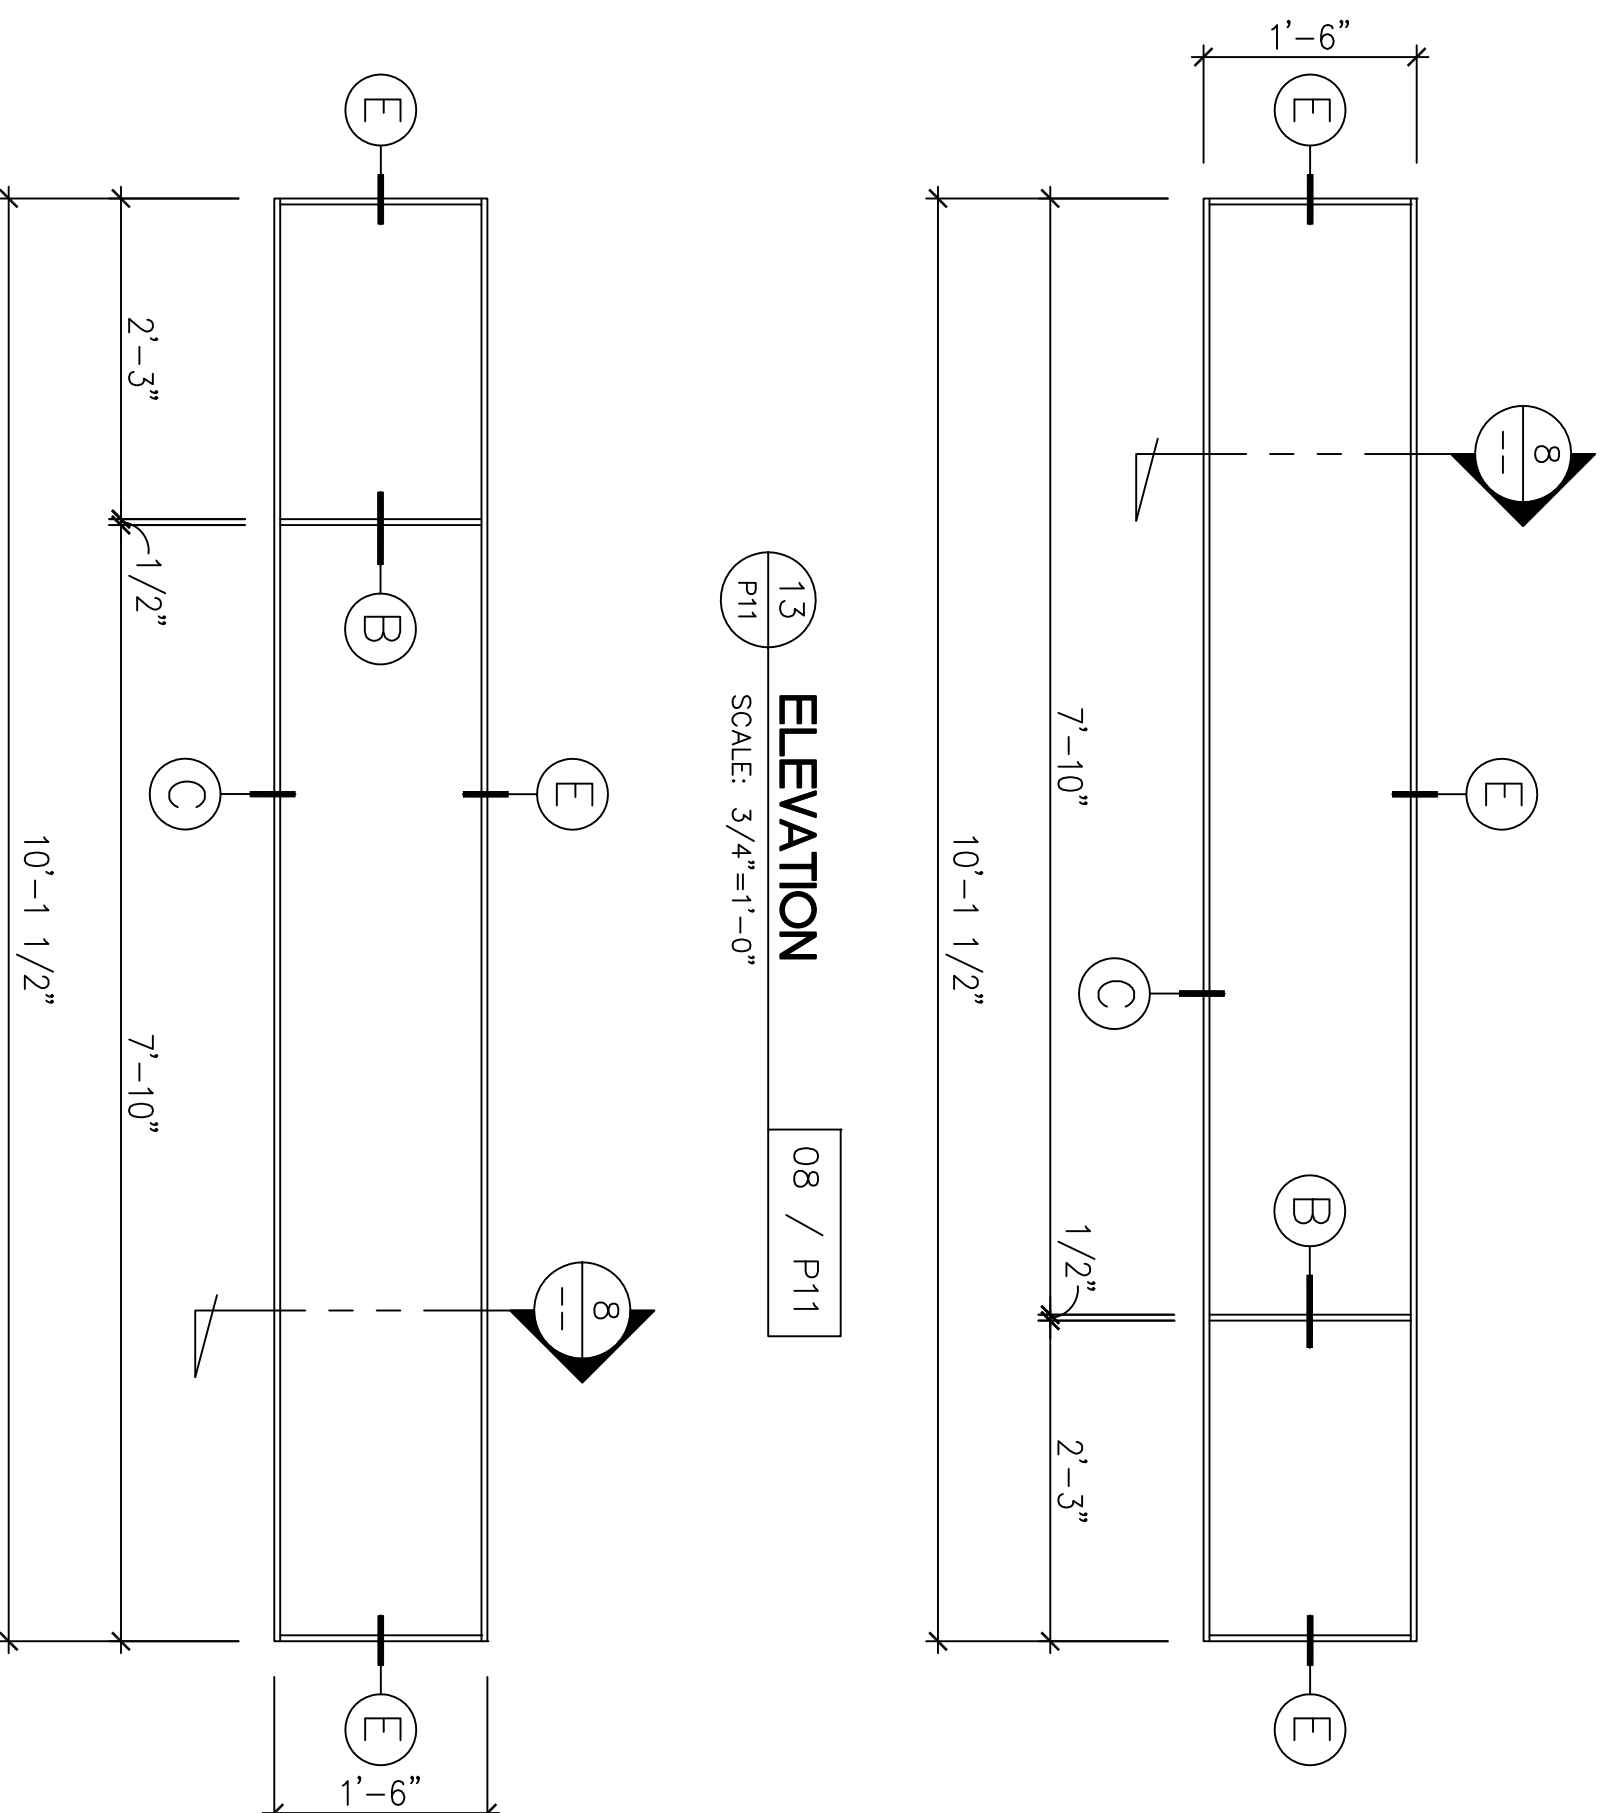 1'-6"
E
8
--
E
7'-10"
10'-1 1/2"
C
B
1/2"
2'-3"
E
13
P11
ELEVATION
SCALE: 3/4"=1'-0"
08 / P11
E
2'-3"
1/2"
B
E
C
10'-1 1/2"
7'-10"
8
--
E
1'-6"